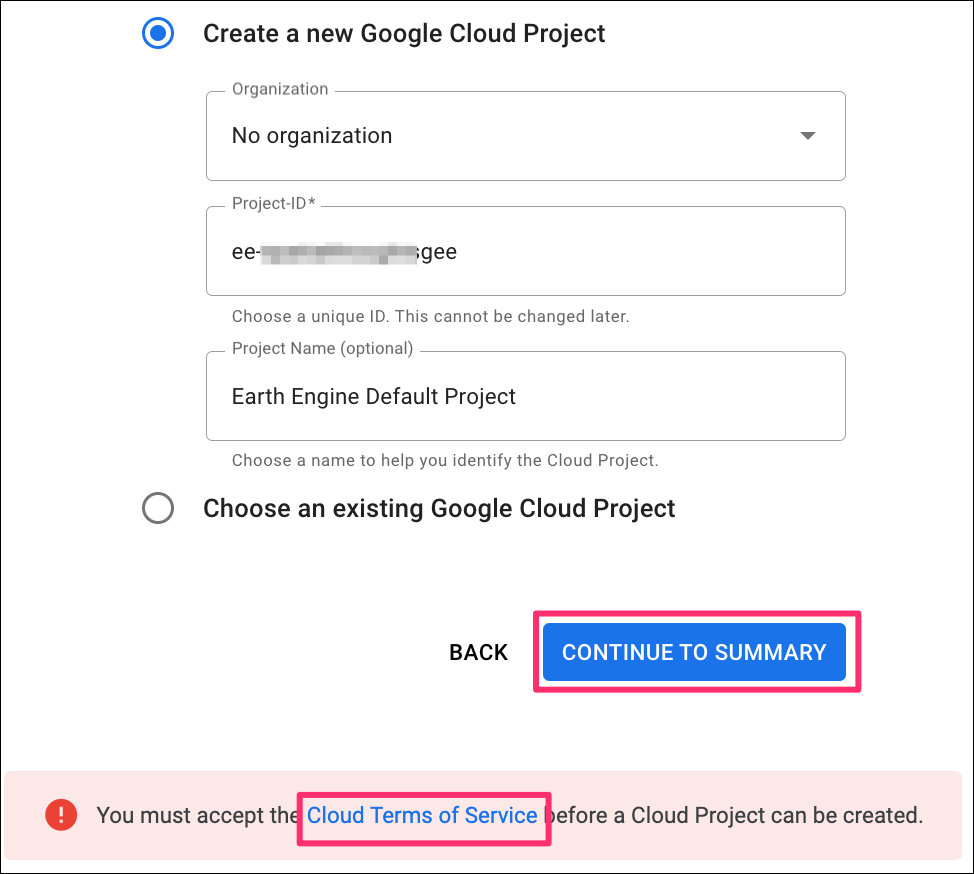 Create a new Google Cloud Project
Organization
No organization
Project-ID*
ee- sgee
Choose a unique ID. This cannot be changed later.
Project Name (optional)
Earth Engine Default Project
Choose a name to help you identify the Cloud Project.
Choose an existing Google Cloud Project
BACK CONTINUE TO SUMMARY
You must accept the Cloud Terms of Service before a Cloud Project can be created.